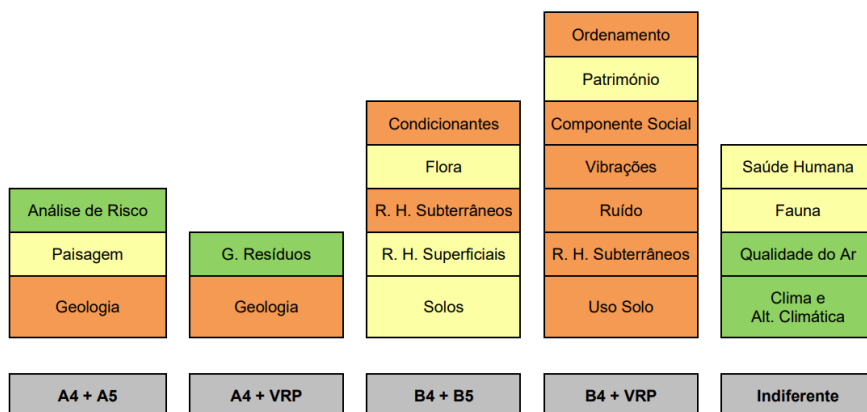 Ordenamento
Património
Condicionantes
Componente Social
Flora
Vibrações
Saúde Humana
Análise de Risco
R. H. Subterrâneos
Ruído
Fauna
Paisagem
G. Resíduos
R. H. Superficiais
R. H. Subterrâneos
Qualidade do Ar
Geologia
Geologia
Solos
Uso Solo
Clima e
Alt. Climática
A4 + A5
A4 + VRP
B4 + B5
B4 + VRP
Indiferente